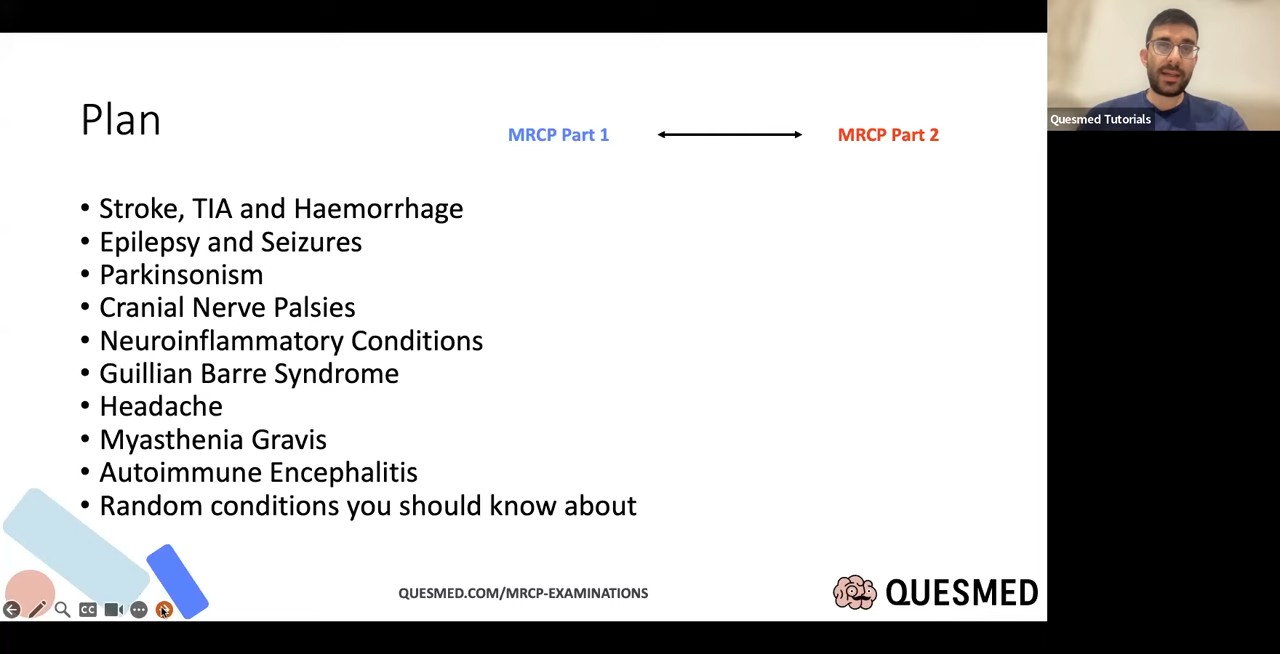 Plan
MRCP Part 1
MRCP Part 2
• Stroke, TIA and Haemorrhage
• Epilepsy and Seizures
• Parkinsonism
• Cranial Nerve Palsies
• Neuroinflammatory Conditions
• Guillian Barre Syndrome
• Headache
• Myasthenia Gravis
• Autoimmune Encephalitis
• Random conditions you should know about
QUESMED.COM/MRCP-EXAMINATIONS
QUESMED
CC
Quesmed Tutorials